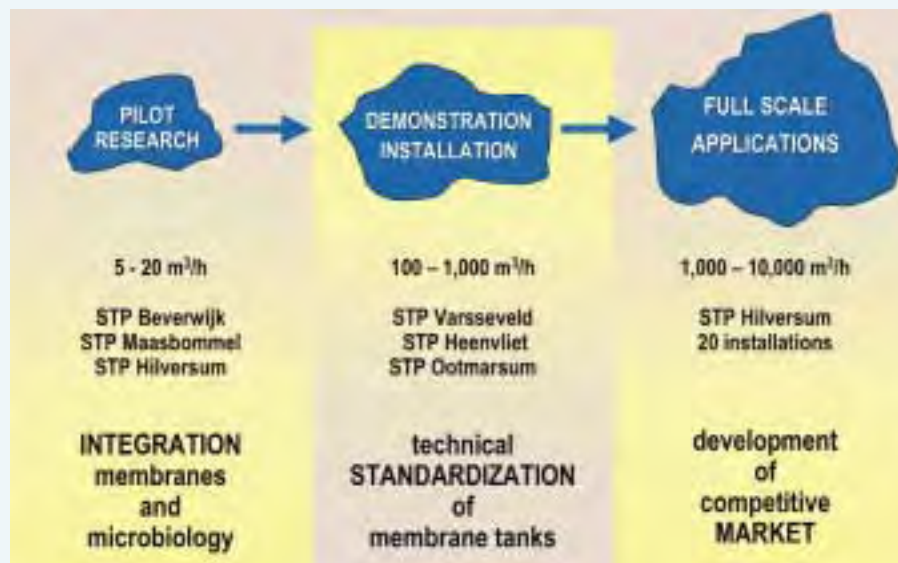 PILOT
RESEARCH
DEMONSTRATION
INSTALLATION
FULL SCALE
APPLICATIONS
5 - 20 m³/h
100 – 1,000 m³/h
1,000 – 10,000 m³/h
STP Beverwijk
STP Maasbommel
STP Hilversum
STP Varsseveld
STP Heenvliet
STP Ootmarsum
STP Hilversum
20 installations
INTEGRATION
membranes
and
microbiology
technical
STANDARDIZATION
of
membrane tanks
development
of
competitive
MARKET